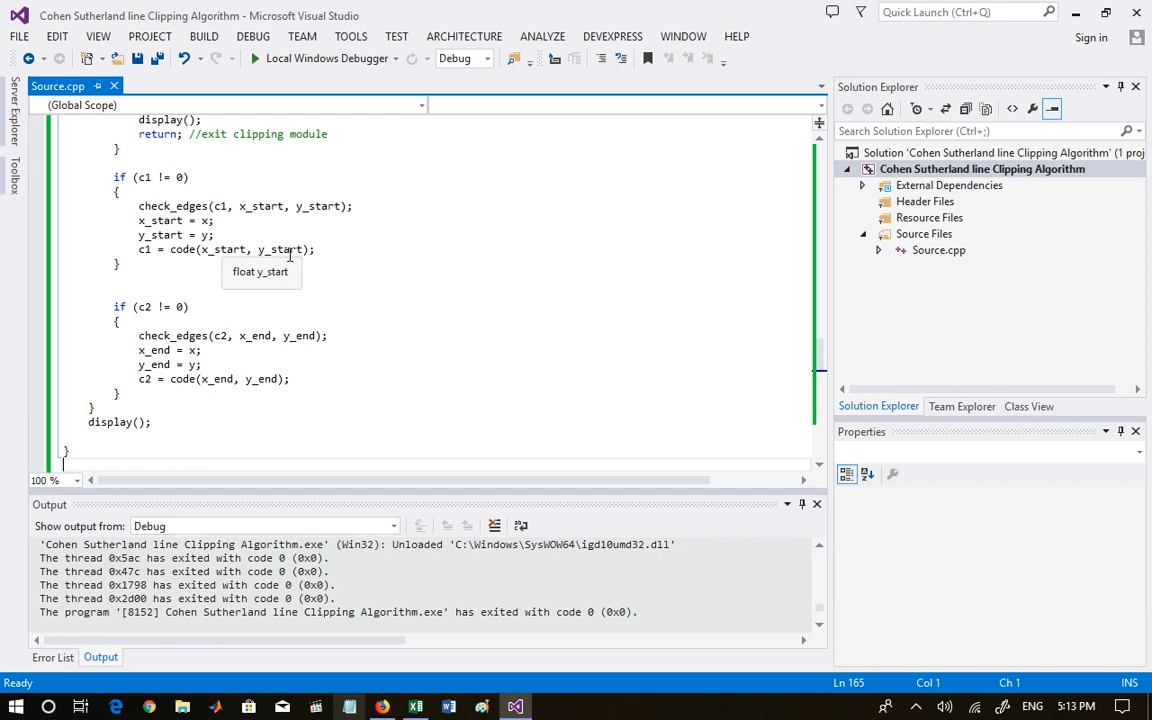 Cohen Sutherland line Clipping Algorithm - Microsoft Visual Studio
Quick Launch (Ctrl+Q)
FILE EDIT VIEW PROJECT BUILD DEBUG TEAM TOOLS TEST ARCHITECTURE ANALYZE DEVEXPRESS WINDOW HELP
Sign in
Local Windows Debugger
Debug
Server Explorer
Toolbox
Source.cpp
(Global Scope)
display();
return; //exit clipping module
}
if (c1 != 0)
{
check_edges(c1, x_start, y_start);
x_start = x;
y_start = y;
c1 = code(x_start, y_start);
}
float y_start
if (c2 != 0)
{
check_edges(c2, x_end, y_end);
x_end = x;
y_end = y;
c2 = code(x_end, y_end);
}
}
display();
}
100 %
Output
Show output from: Debug
'Cohen Sutherland line Clipping Algorithm.exe' (Win32): Unloaded 'C:\Windows\SysWOW64\igd10umd32.dll'
The thread 0x5ac has exited with code 0 (0x0).
The thread 0x47c has exited with code 0 (0x0).
The thread 0x1798 has exited with code 0 (0x0).
The thread 0x2d00 has exited with code 0 (0x0).
The program '[8152] Cohen Sutherland line Clipping Algorithm.exe' has exited with code 0 (0x0).
Error List Output
Solution Explorer
Search Solution Explorer (Ctrl+;)
Solution 'Cohen Sutherland line Clipping Algorithm' (1 proj
Cohen Sutherland line Clipping Algorithm
External Dependencies
Header Files
Resource Files
Source Files
Source.cpp
Solution Explorer Team Explorer Class View
Properties
Ready
Ln 165 Col 1 Ch 1 INS
ENG 5:13 PM